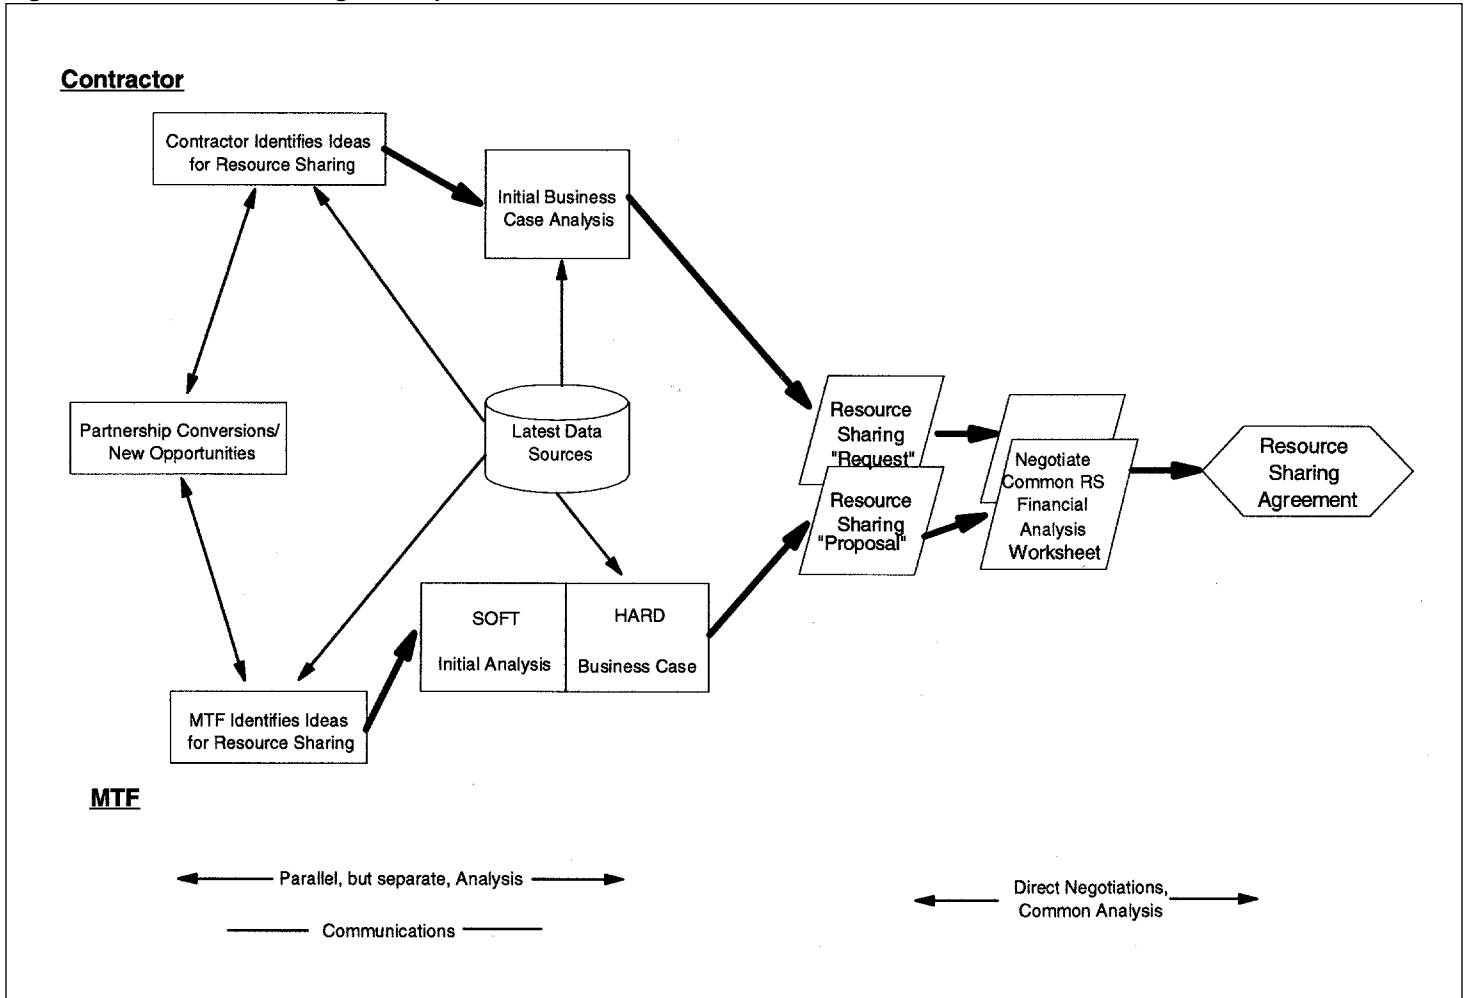 Contractor
Contractor Identifies Ideas
for Resource Sharing
Initial Business
Case Analysis
Partnership Conversions/
New Opportunities
Latest Data
Sources
Resource
Sharing
"Request"
Resource
Sharing
"Proposal"
Negotiate
Common RS
Financial
Analysis
Worksheet
Resource
Sharing
Agreement
SOFT
Initial Analysis
HARD
Business Case
MTF Identifies Ideas
for Resource Sharing
MTF
Parallel, but separate, Analysis
Communications
Direct Negotiations,
Common Analysis